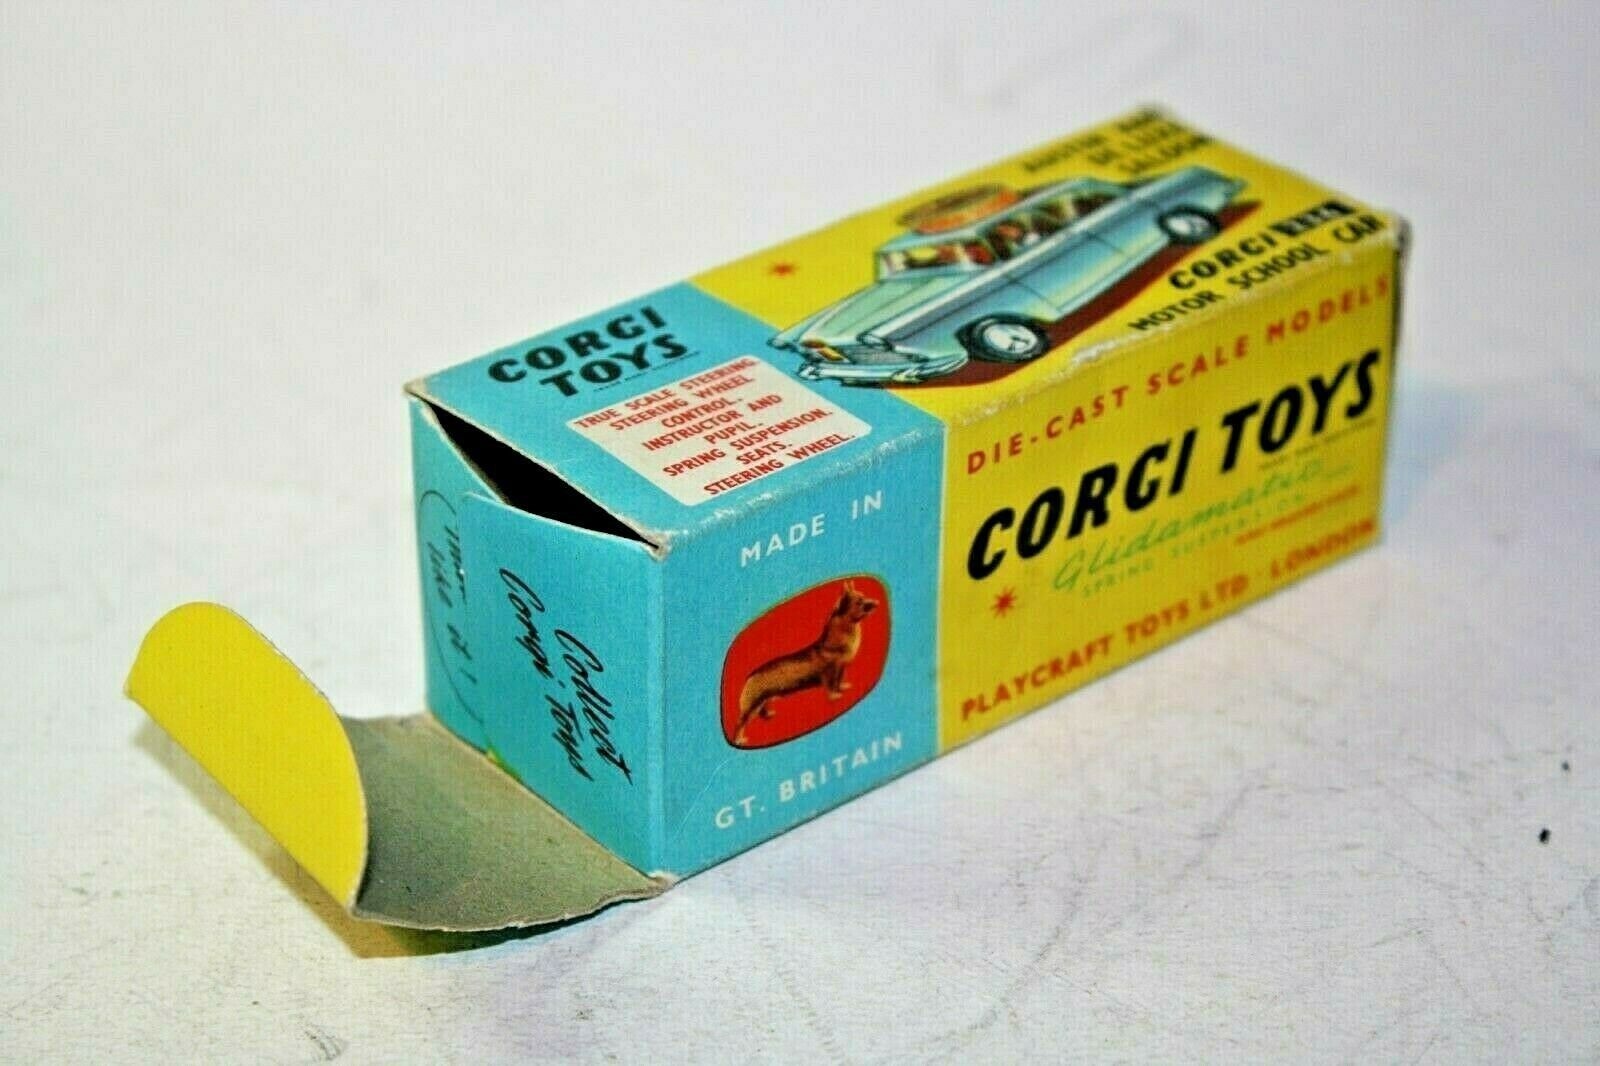 CORGI
TOYS
TRUE SCALE STEERING
STEERING WHEEL
CONTROL.
INSTRUCTOR AND
PUPIL.
SPRING SUSPENSION.
SEATS.
STEERING WHEEL.
DE LUXE
SALOON
CORGI
MOTOR SCHOOL CAR
MADE IN
GT. BRITAIN
DIE-CAST SCALE MODELS
CORGI TOYS
Glidamatic
SPRING SUSPENSION
PLAYCRAFT TOYS LTD · LONDON
Collect
Corgi Toys